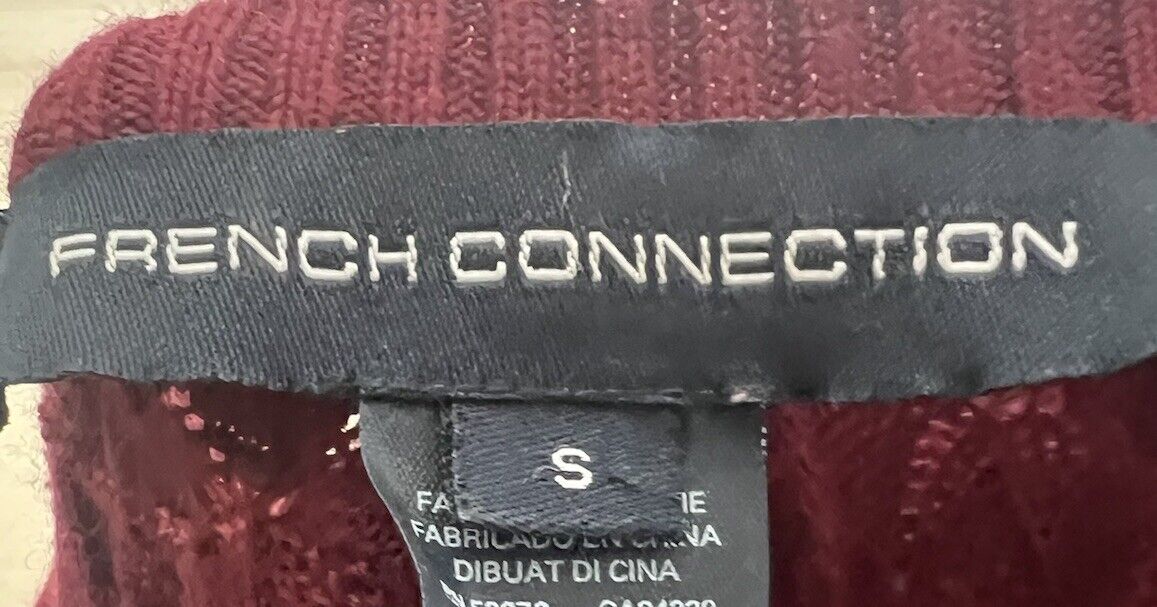 FRENCH CONNECTION
S
FABRICADO EN CHINA
DIBUAT DI CINA